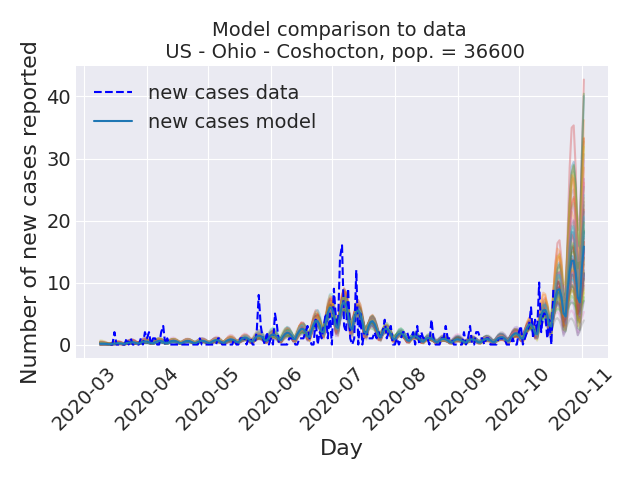 Model comparison to data
US - Ohio - Coshocton, pop. = 36600
Number of new cases reported
40
30
20
10
0
new cases data
new cases model
2020-03
2020-04
2020-05
2020-06
2020-07
2020-08
2020-09
2020-10
2020-11
Day